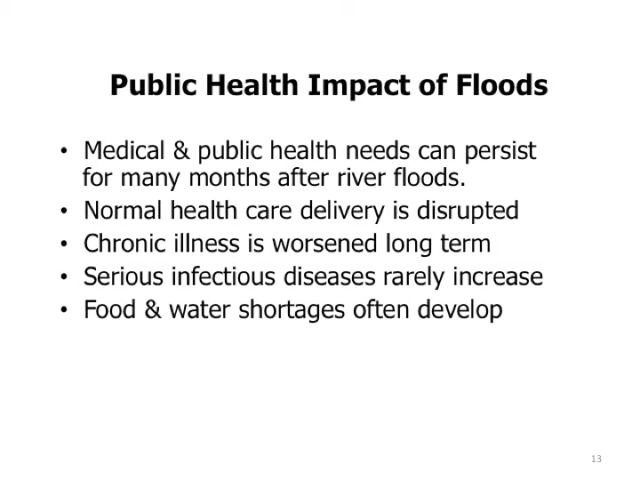 Public Health Impact of Floods
• Medical & public health needs can persist
for many months after river floods.
• Normal health care delivery is disrupted
• Chronic illness is worsened long term
• Serious infectious diseases rarely increase
• Food & water shortages often develop
13